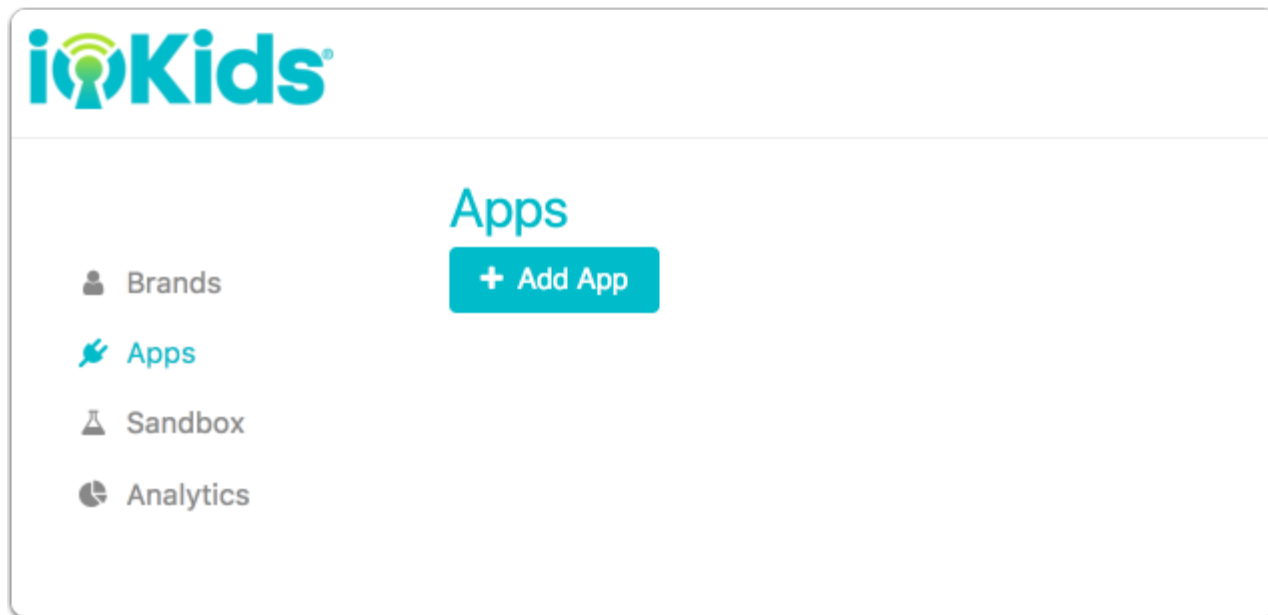 ioKids®
Apps
+ Add App
Brands
Apps
Sandbox
Analytics